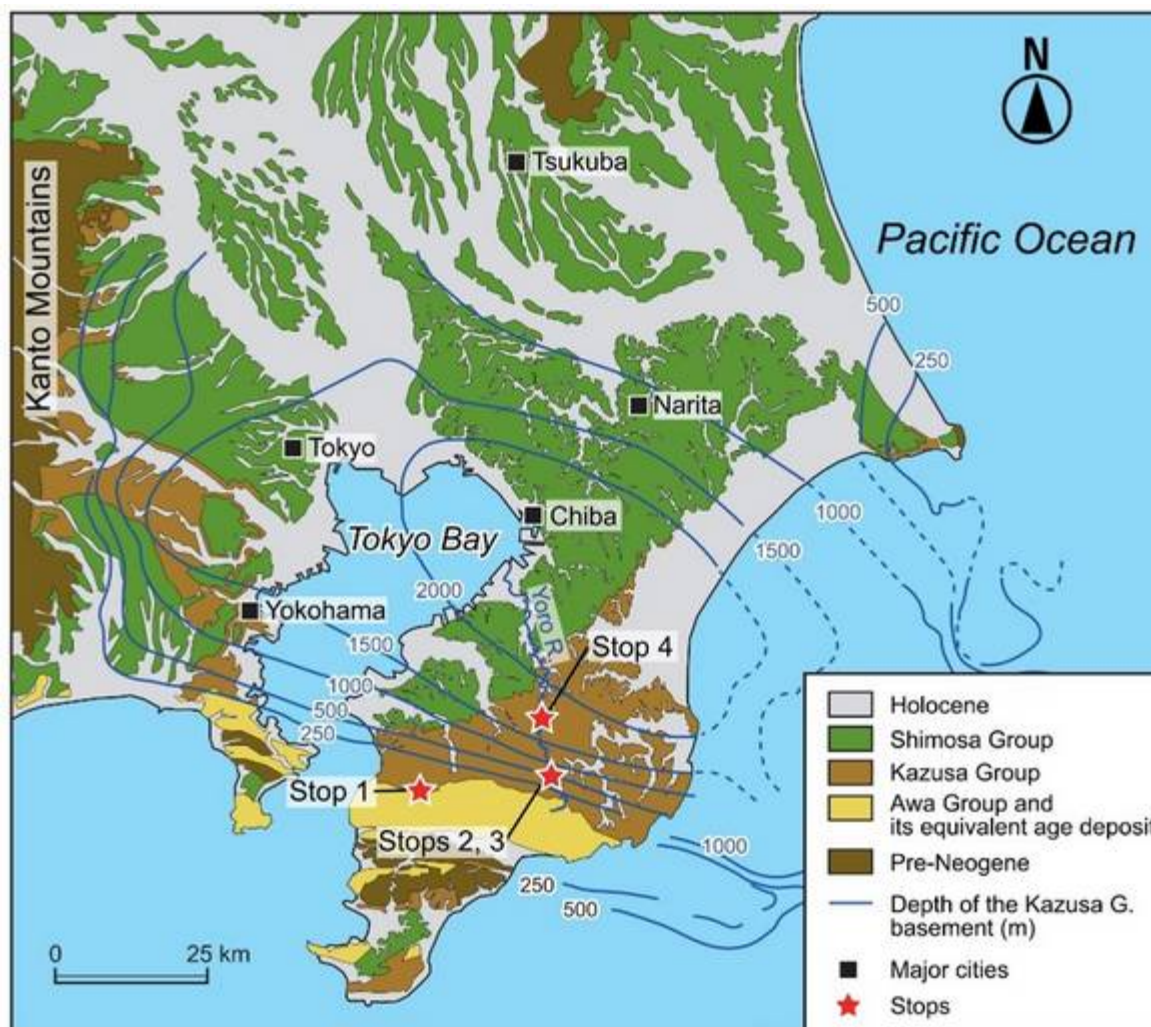 N
Kanto Mountains
Tsukuba
Pacific Ocean
500
250
Narita
Tokyo
Chiba
1000
Tokyo Bay
1500
2000
Yoro R.
Yokohama
1500
Stop 4
1000
500
250
Stop 1
Stops 2, 3
1000
250
500
0 25 km
Holocene
Shimosa Group
Kazusa Group
Awa Group and
its equivalent age deposit
Pre-Neogene
Depth of the Kazusa G.
basement (m)
Major cities
Stops